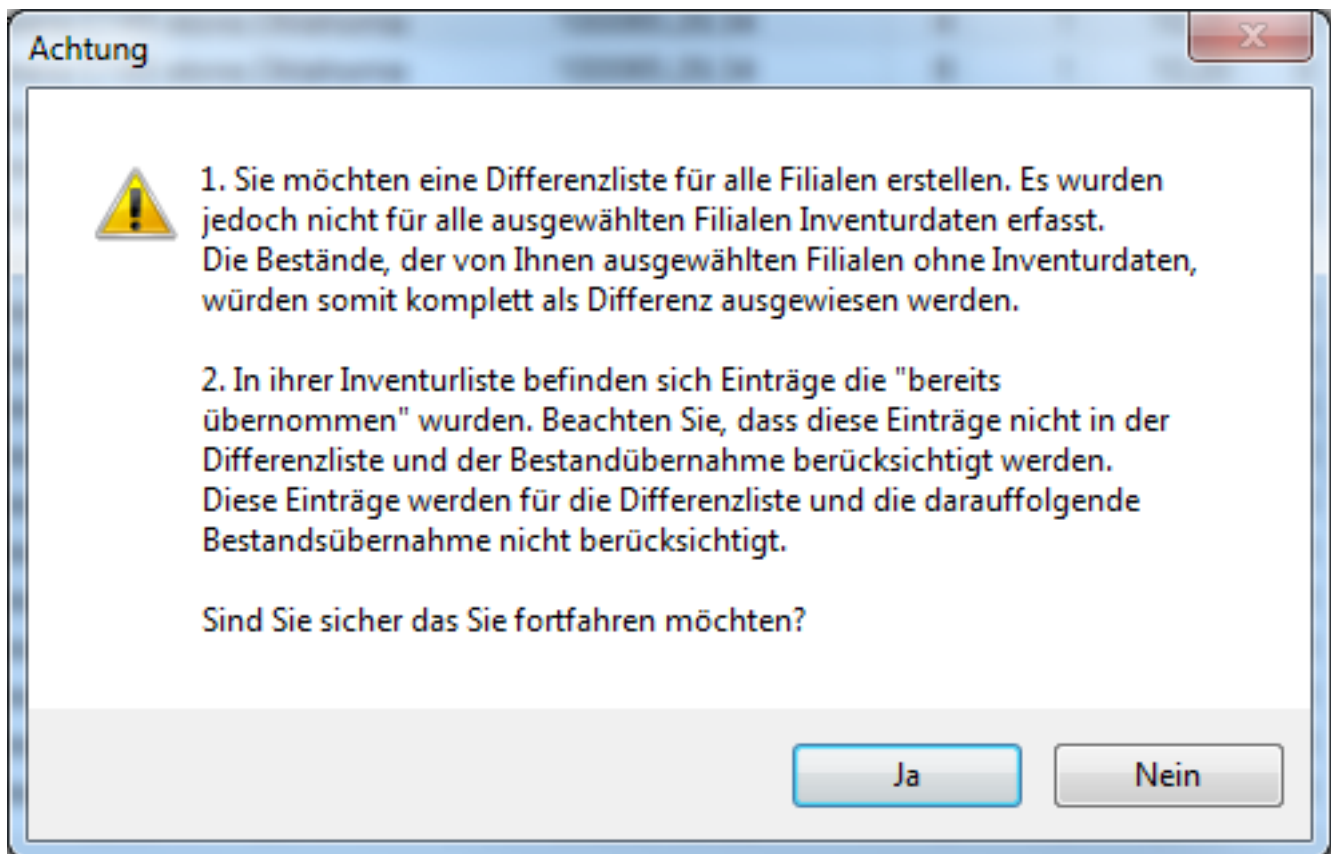 Achtung
1. Sie möchten eine Differenzliste für alle Filialen erstellen. Es wurden
jedoch nicht für alle ausgewählten Filialen Inventurdaten erfasst.
Die Bestände, der von Ihnen ausgewählten Filialen ohne Inventurdaten,
würden somit komplett als Differenz ausgewiesen werden.
2. In ihrer Inventurliste befinden sich Einträge die "bereits
übernommen" wurden. Beachten Sie, dass diese Einträge nicht in der
Differenzliste und der Bestandübernahme berücksichtigt werden.
Diese Einträge werden für die Differenzliste und die darauffolgende
Bestandsübernahme nicht berücksichtigt.
Sind Sie sicher das Sie fortfahren möchten?
Ja Nein